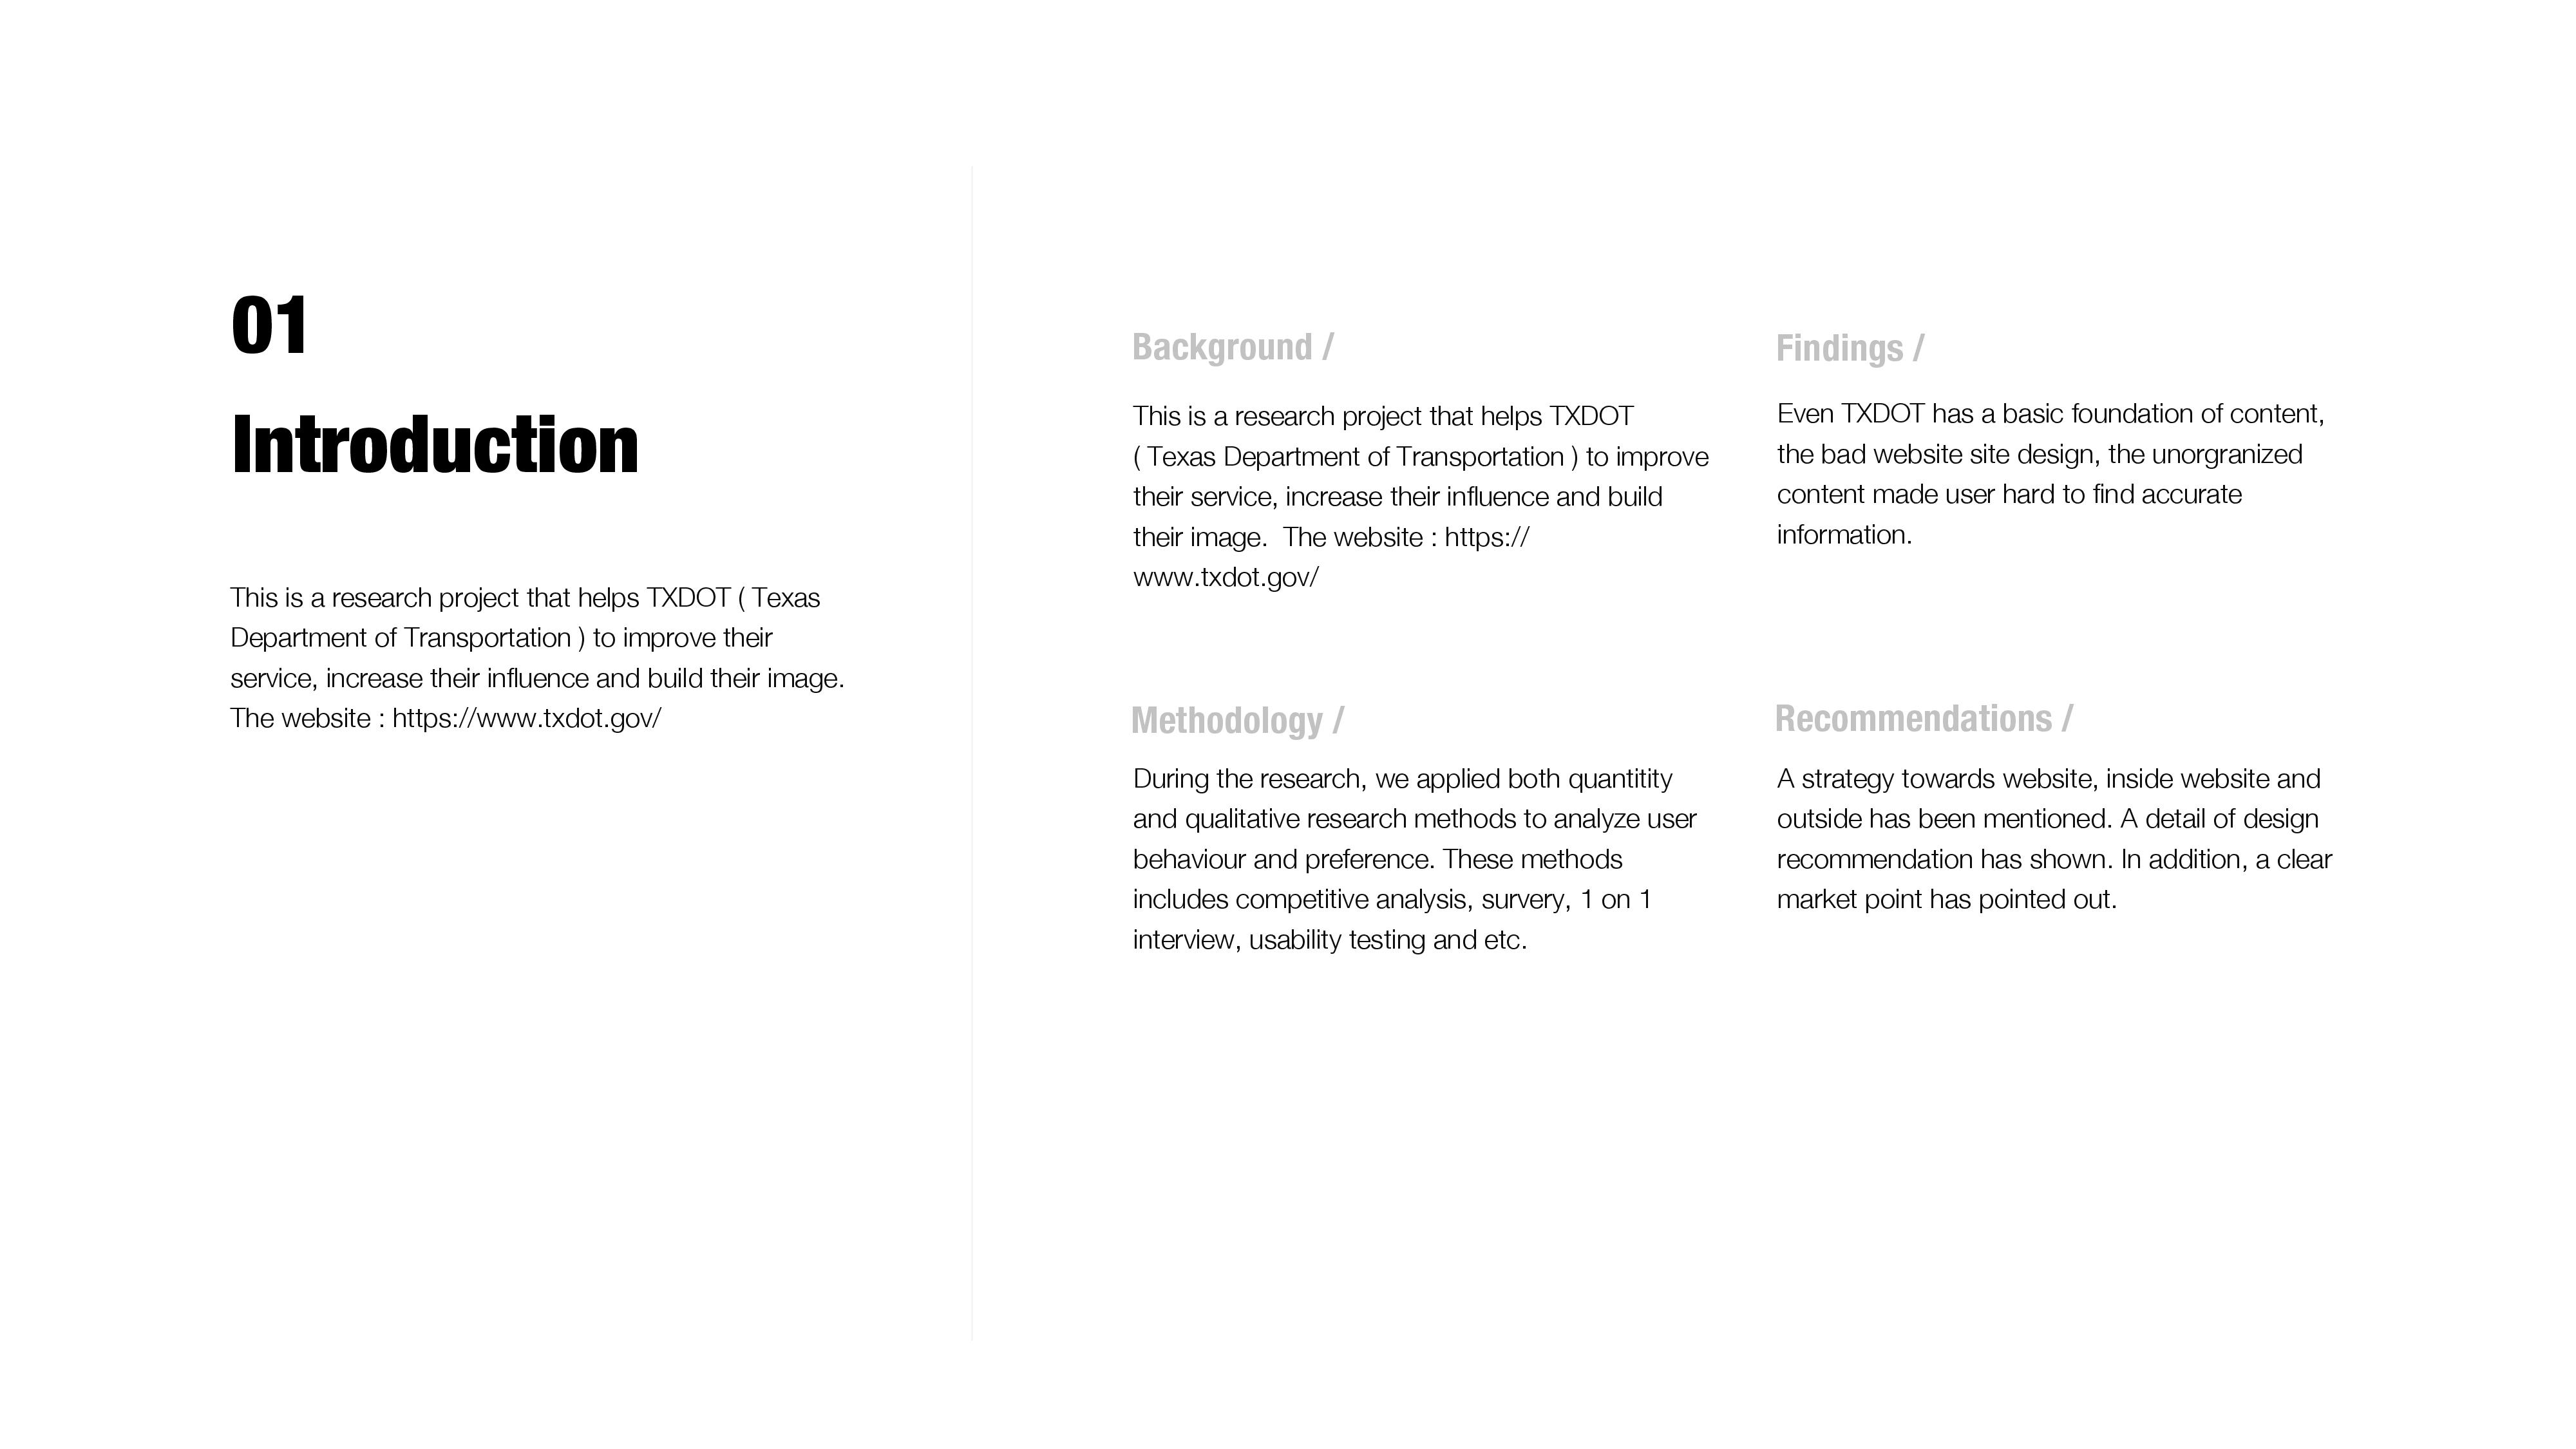 01
Introduction
This is a research project that helps TXDOT ( Texas
Department of Transportation ) to improve their
service, increase their influence and build their image.
The website : https://www.txdot.gov/
Background /
This is a research project that helps TXDOT
( Texas Department of Transportation ) to improve
their service, increase their influence and build
their image.  The website : https://
www.txdot.gov/
Findings /
Even TXDOT has a basic foundation of content,
the bad website site design, the unorgranized
content made user hard to find accurate
information.
Methodology /
During the research, we applied both quantitity
and qualitative research methods to analyze user
behaviour and preference. These methods
includes competitive analysis, survery, 1 on 1
interview, usability testing and etc.
Recommendations /
A strategy towards website, inside website and
outside has been mentioned. A detail of design
recommendation has shown. In addition, a clear
market point has pointed out.